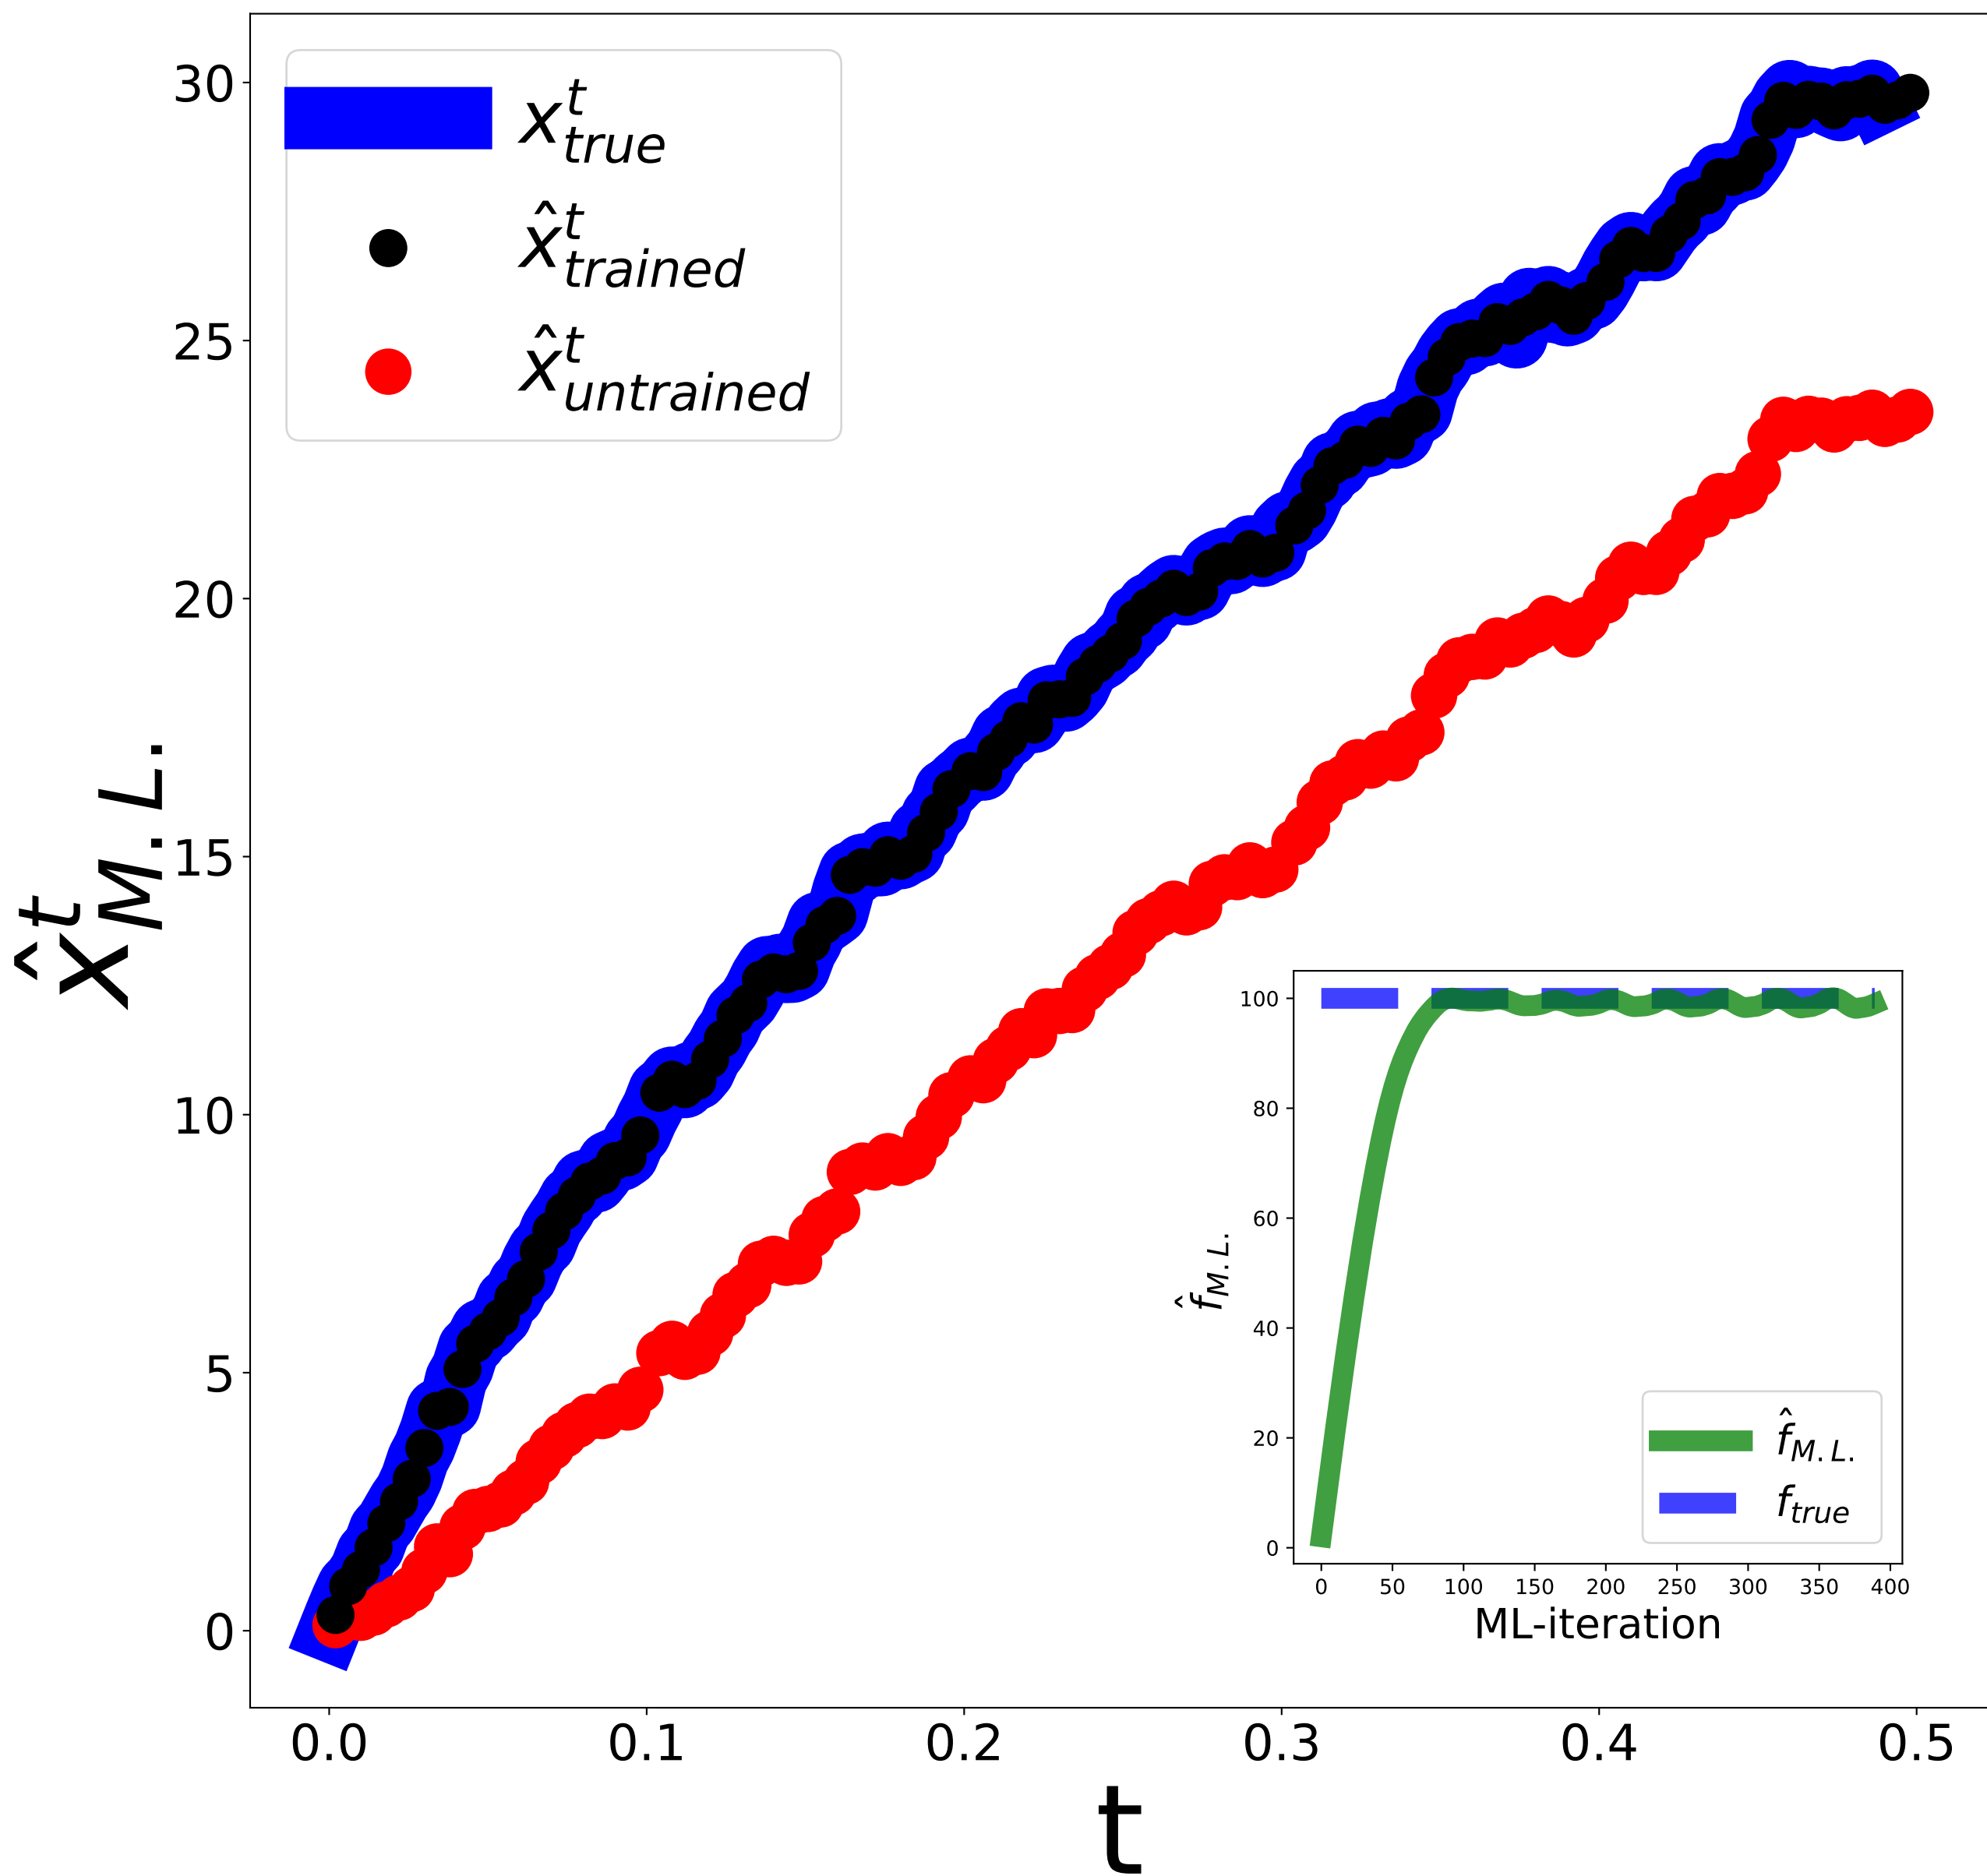 x^t_true
x̂^t_trained
x̂^t_untrained
30
25
20
15
10
5
0
x̂^t_M.L.
0.0 0.1 0.2 0.3 0.4 0.5
t
100
80
60
40
20
0
f̂_M.L.
f̂_M.L.
f_true
0 50 100 150 200 250 300 350 400
ML-iteration